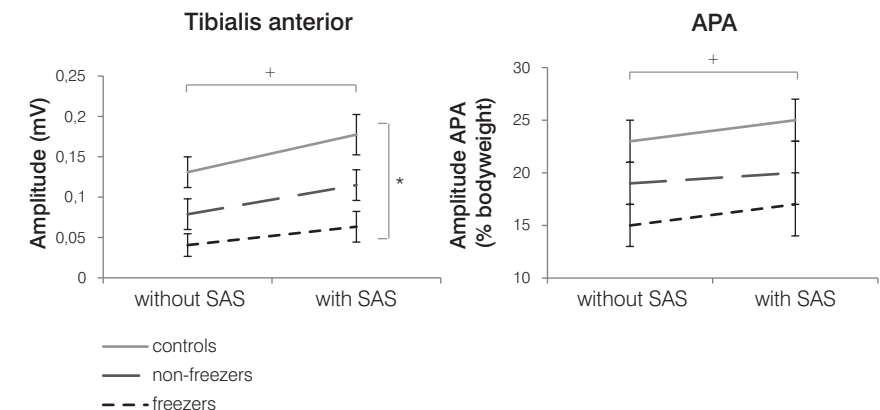 Tibialis anterior
Amplitude (mV)
0,25
0,2
0,15
0,1
0,05
0
+
*
without SAS
with SAS
APA
Amplitude APA
(% bodyweight)
30
25
20
15
10
+
without SAS
with SAS
controls
non-freezers
freezers